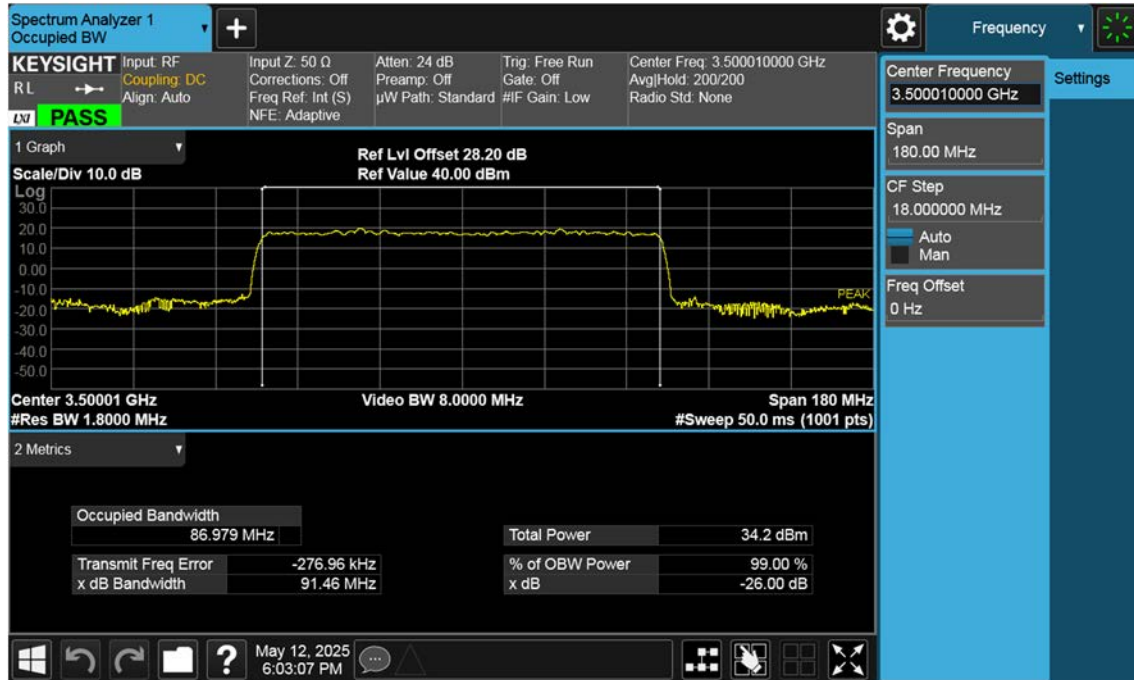 Spectrum Analyzer 1
Occupied BW
+
Frequency
KEYSIGHT
RL
LXI PASS
Input: RF
Coupling: DC
Align: Auto
Input Z: 50 Ω
Corrections: Off
Freq Ref: Int (S)
NFE: Adaptive
Atten: 24 dB
Preamp: Off
µW Path: Standard
Trig: Free Run
Gate: Off
#IF Gain: Low
Center Freq: 3.500010000 GHz
Avg|Hold: 200/200
Radio Std: None
Center Frequency
3.500010000 GHz
Settings
Span
180.00 MHz
CF Step
18.000000 MHz
Auto
Man
Freq Offset
0 Hz
1 Graph
Scale/Div 10.0 dB
Ref Lvl Offset 28.20 dB
Ref Value 40.00 dBm
Log
30.0
20.0
10.0
0.00
-10.0
-20.0
-30.0
-40.0
-50.0
PEAK
Center 3.50001 GHz
#Res BW 1.8000 MHz
Video BW 8.0000 MHz
Span 180 MHz
#Sweep 50.0 ms (1001 pts)
2 Metrics
Occupied Bandwidth
86.979 MHz
Total Power 34.2 dBm
Transmit Freq Error -276.96 kHz
% of OBW Power 99.00 %
x dB Bandwidth 91.46 MHz
x dB -26.00 dB
?
May 12, 2025
6:03:07 PM